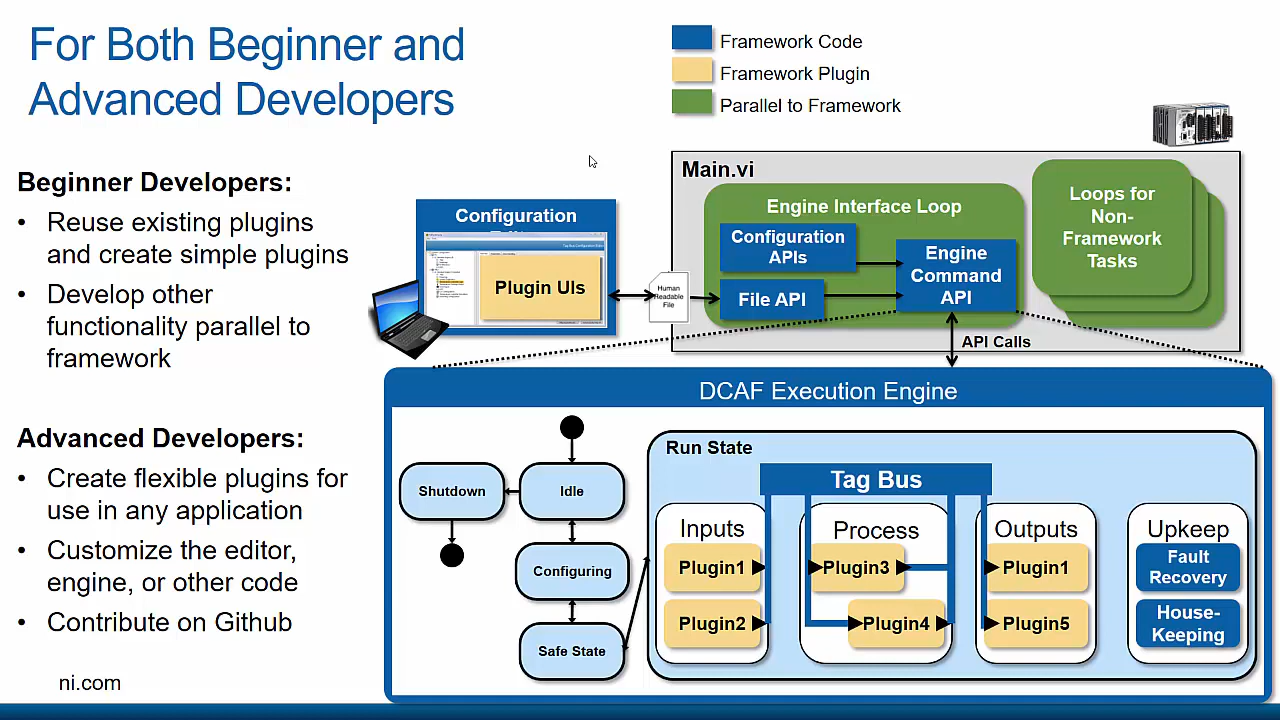 For Both Beginner and
Advanced Developers
Framework Code
Framework Plugin
Parallel to Framework
Beginner Developers:
• Reuse existing plugins
and create simple plugins
• Develop other
functionality parallel to
framework
Advanced Developers:
• Create flexible plugins for
use in any application
• Customize the editor,
engine, or other code
• Contribute on Github
ni.com
Configuration
Plugin UIs
Human
Readable
File
Main.vi
Engine Interface Loop
Configuration
APIs
File API
Engine
Command
API
Loops for
Non-
Framework
Tasks
API Calls
DCAF Execution Engine
Shutdown
Idle
Configuring
Safe State
Run State
Tag Bus
Inputs
Plugin1
Plugin2
Process
Plugin3
Plugin4
Outputs
Plugin1
Plugin5
Upkeep
Fault
Recovery
House-
Keeping